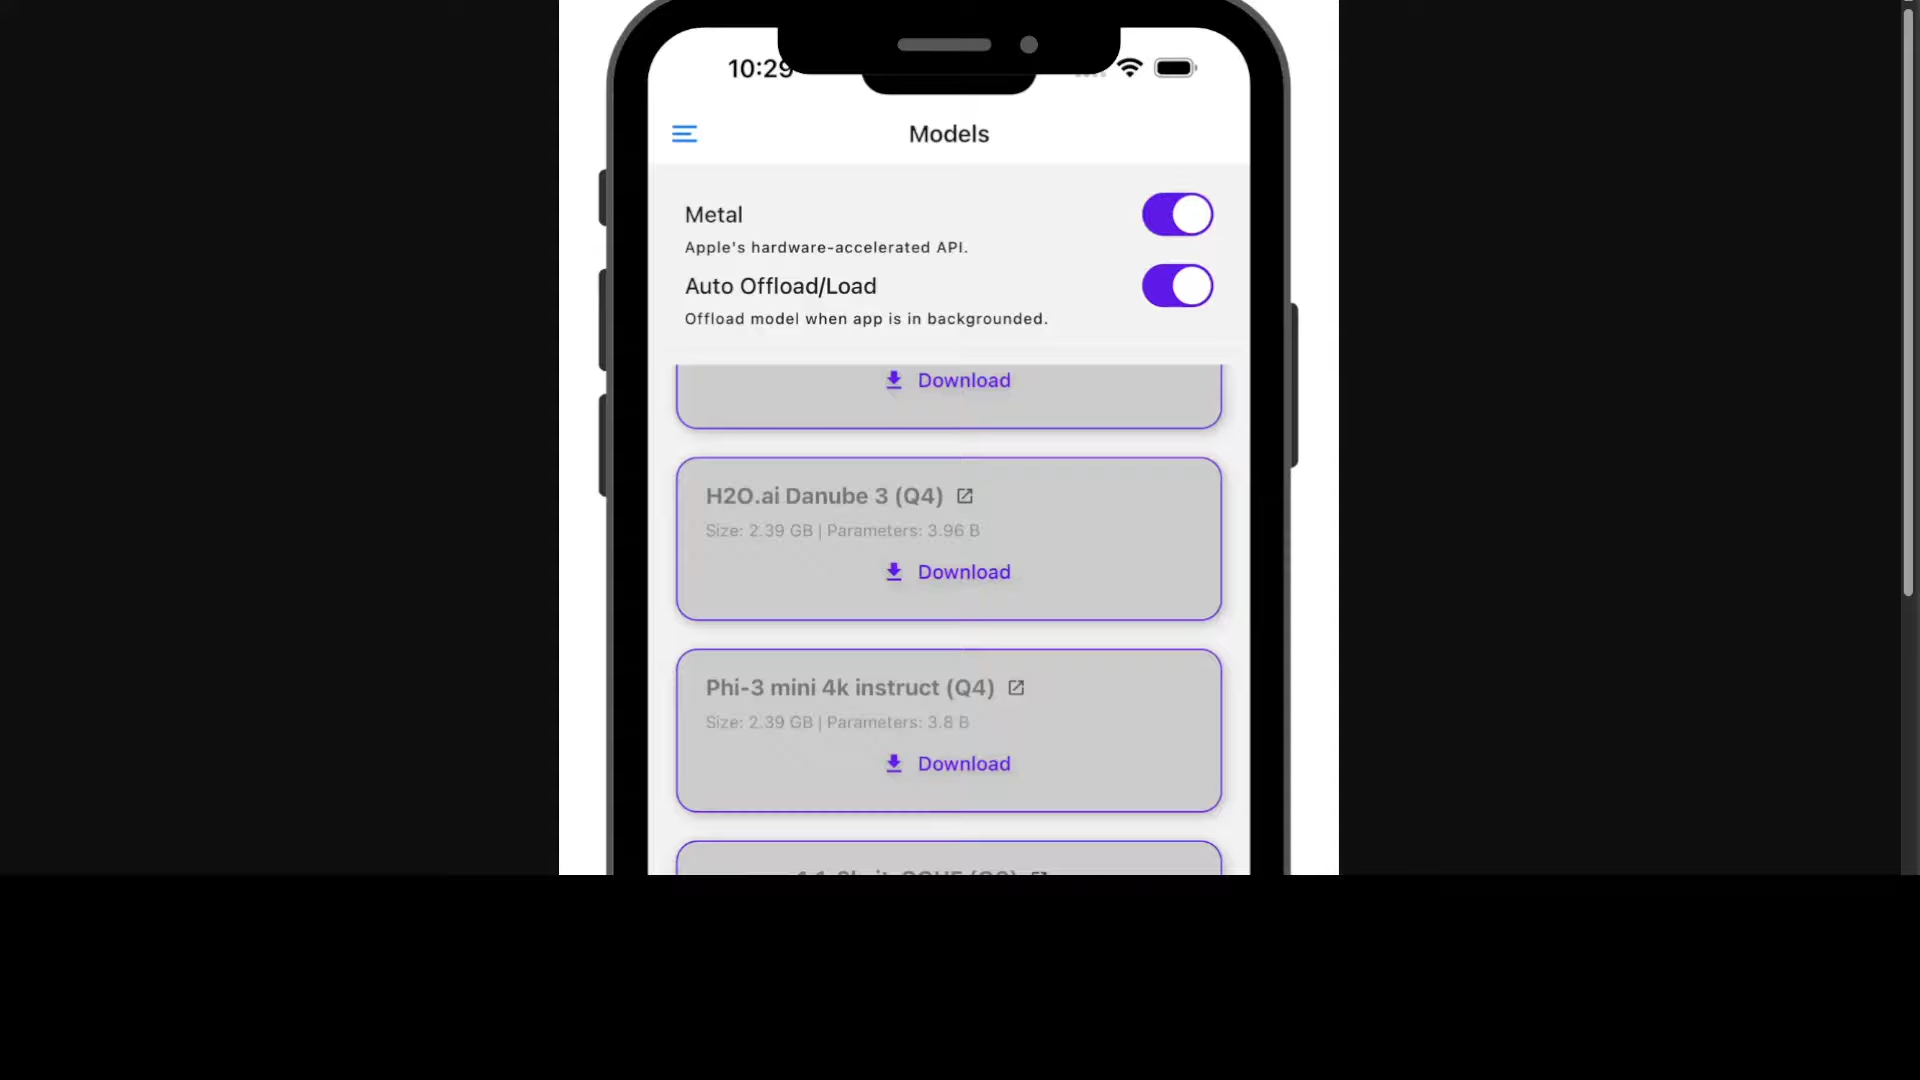 10:29
Models
Metal
Apple's hardware-accelerated API.
Auto Offload/Load
Offload model when app is in backgrounded.
Download
H2O.ai Danube 3 (Q4)
Size: 2.39 GB | Parameters: 3.96 B
Download
Phi-3 mini 4k instruct (Q4)
Size: 2.39 GB | Parameters: 3.8 B
Download